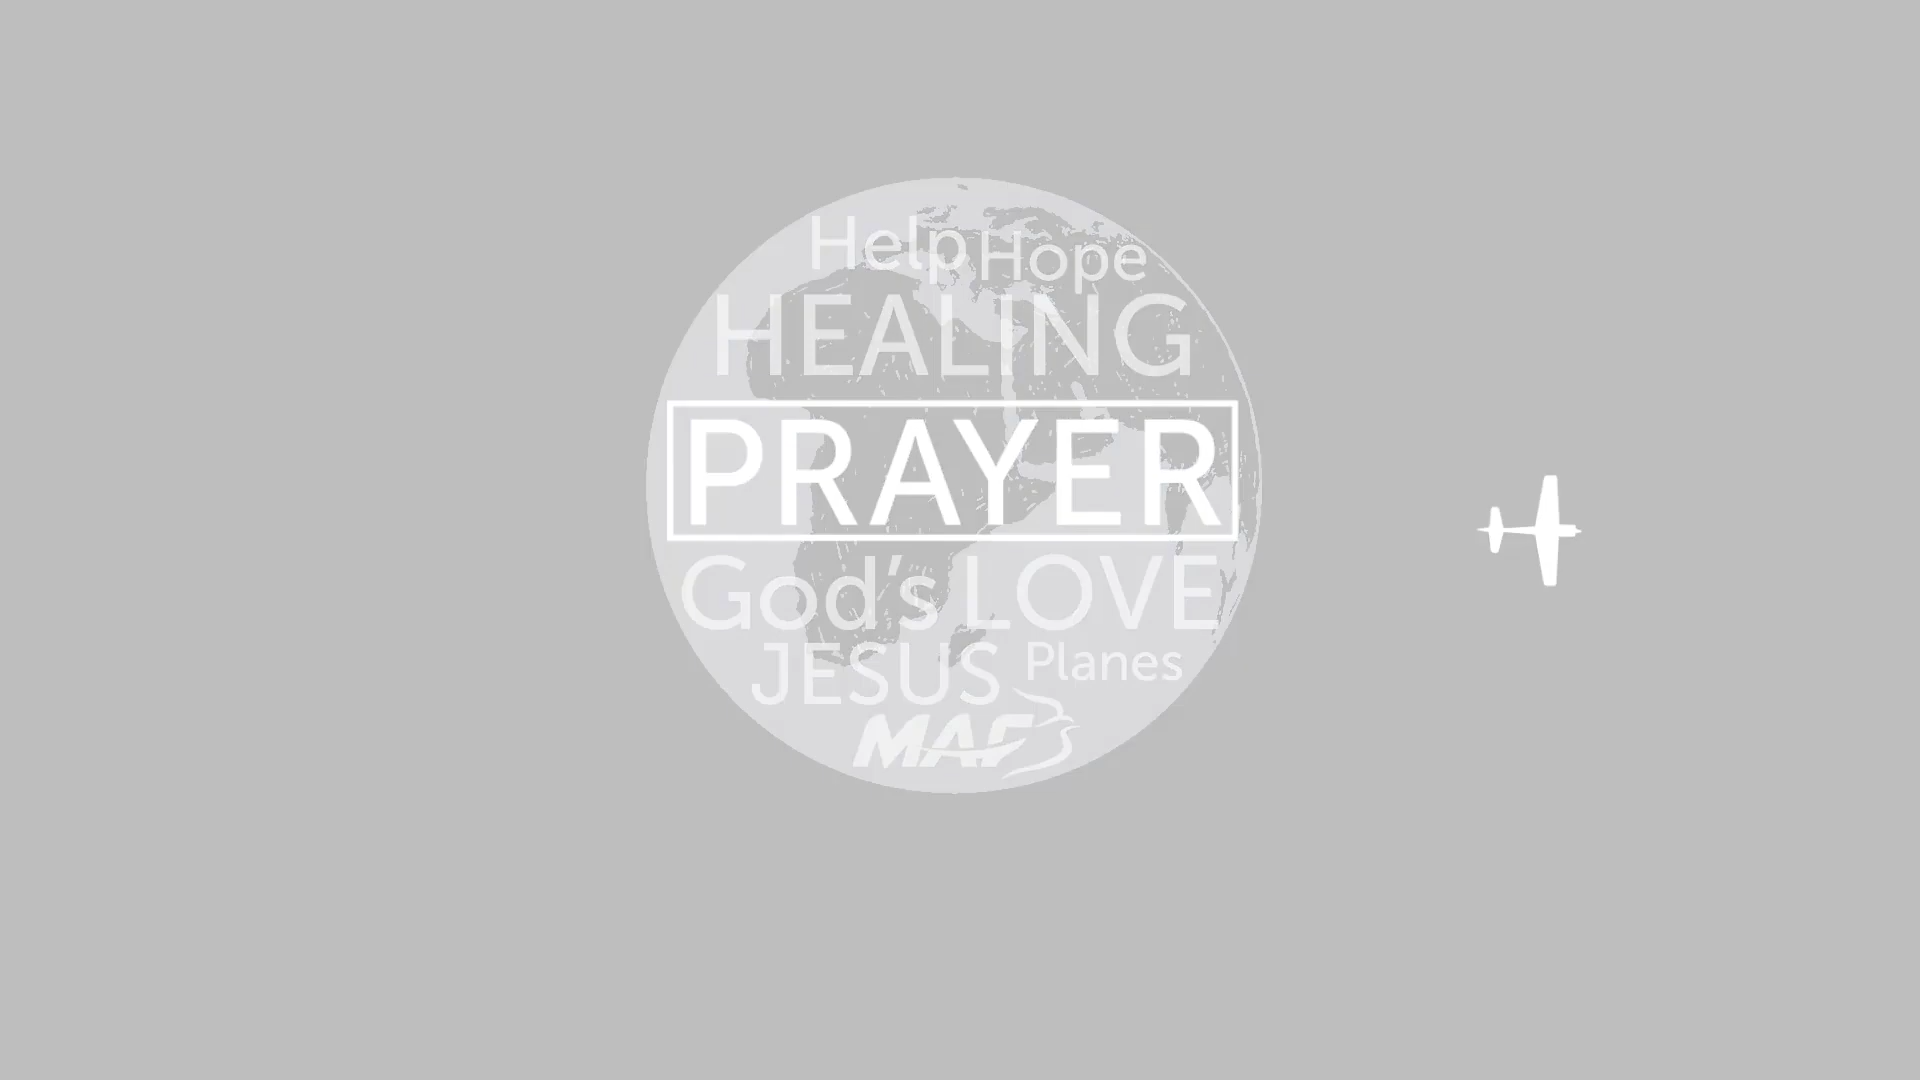 Help Hope
HEALING
PRAYER
God's LOVE
JESUS Planes
MAF